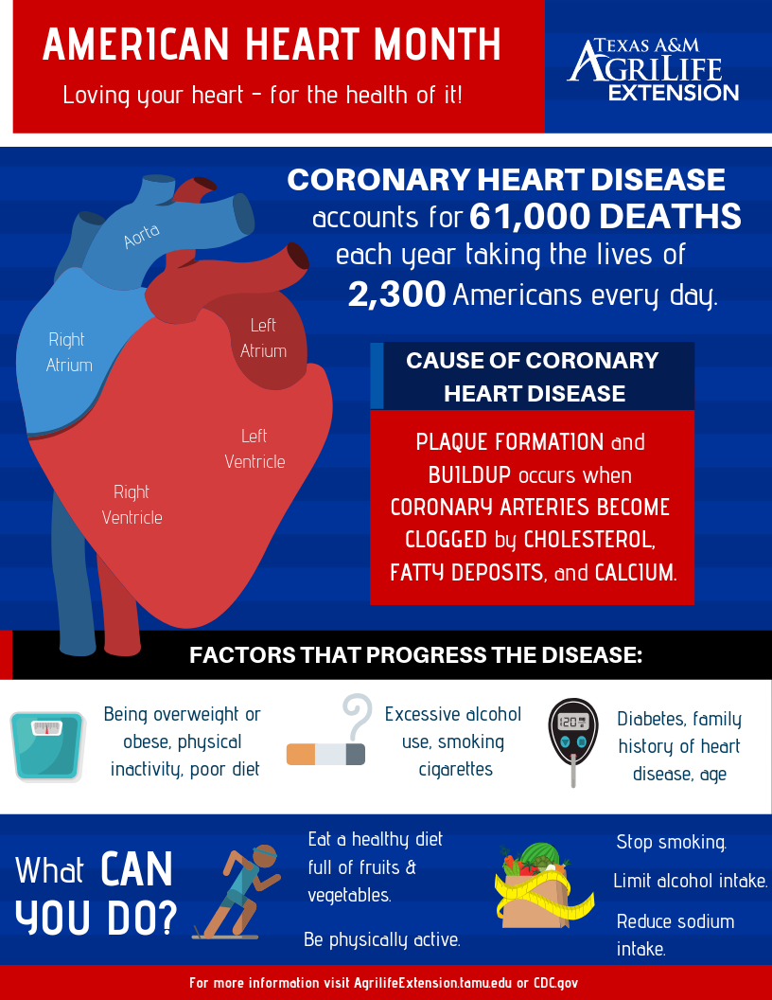 AMERICAN HEART MONTH
Loving your heart - for the health of it!
TEXAS A&M
AGRILIFE
EXTENSION
CORONARY HEART DISEASE
accounts for 61,000 DEATHS
each year taking the lives of
2,300 Americans every day.
Aorta
Right
Atrium
Left
Atrium
Left
Ventricle
Right
Ventricle
CAUSE OF CORONARY
HEART DISEASE
PLAQUE FORMATION and
BUILDUP occurs when
CORONARY ARTERIES BECOME
CLOGGED by CHOLESTEROL,
FATTY DEPOSITS, and CALCIUM.
FACTORS THAT PROGRESS THE DISEASE:
Being overweight or
obese, physical
inactivity, poor diet
Excessive alcohol
use, smoking
cigarettes
120
Diabetes, family
history of heart
disease, age
What CAN
YOU DO?
Eat a healthy diet
full of fruits &
vegetables.
Be physically active.
Stop smoking.
Limit alcohol intake.
Reduce sodium
intake.
For more information visit AgrilifeExtension.tamu.edu or CDC.gov